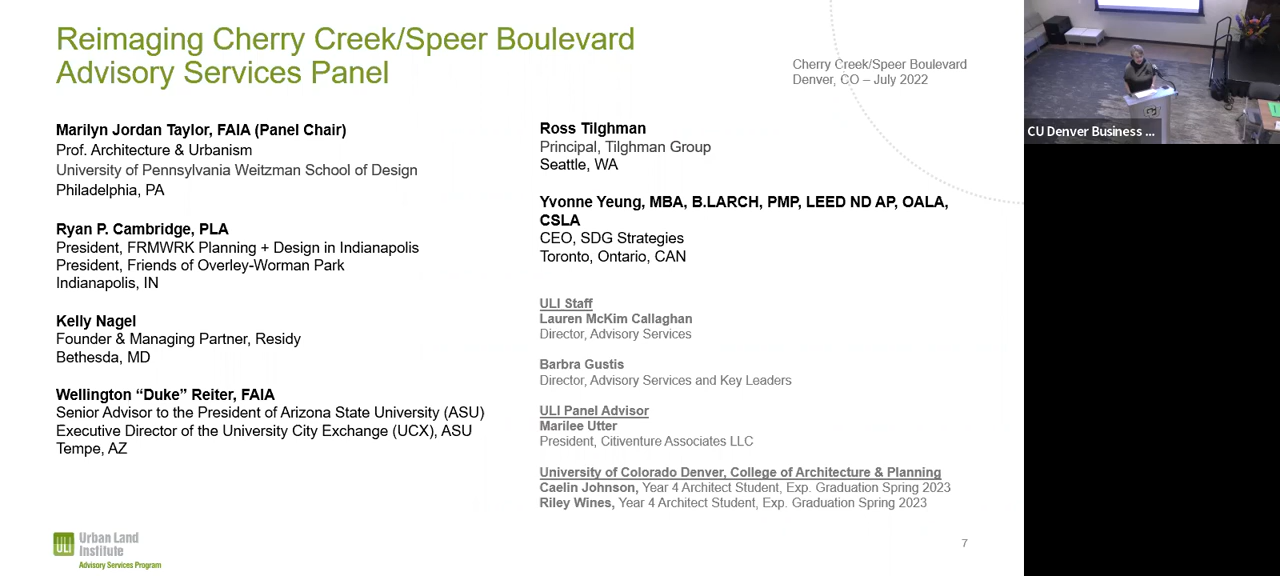 Reimaging Cherry Creek/Speer Boulevard
Advisory Services Panel
Cherry Creek/Speer Boulevard
Denver, CO – July 2022
Marilyn Jordan Taylor, FAIA (Panel Chair)
Prof. Architecture & Urbanism
University of Pennsylvania Weitzman School of Design
Philadelphia, PA
Ryan P. Cambridge, PLA
President, FRMWRK Planning + Design in Indianapolis
President, Friends of Overley-Worman Park
Indianapolis, IN
Kelly Nagel
Founder & Managing Partner, Residy
Bethesda, MD
Wellington “Duke” Reiter, FAIA
Senior Advisor to the President of Arizona State University (ASU)
Executive Director of the University City Exchange (UCX), ASU
Tempe, AZ
Ross Tilghman
Principal, Tilghman Group
Seattle, WA
Yvonne Yeung, MBA, B.LARCH, PMP, LEED ND AP, OALA,
CSLA
CEO, SDG Strategies
Toronto, Ontario, CAN
ULI Staff
Lauren McKim Callaghan
Director, Advisory Services
Barbra Gustis
Director, Advisory Services and Key Leaders
ULI Panel Advisor
Marilee Utter
President, Citiventure Associates LLC
University of Colorado Denver, College of Architecture & Planning
Caelin Johnson, Year 4 Architect Student, Exp. Graduation Spring 2023
Riley Wines, Year 4 Architect Student, Exp. Graduation Spring 2023
ULI Urban Land
Institute
Advisory Services Program
7
CU Denver Business ...